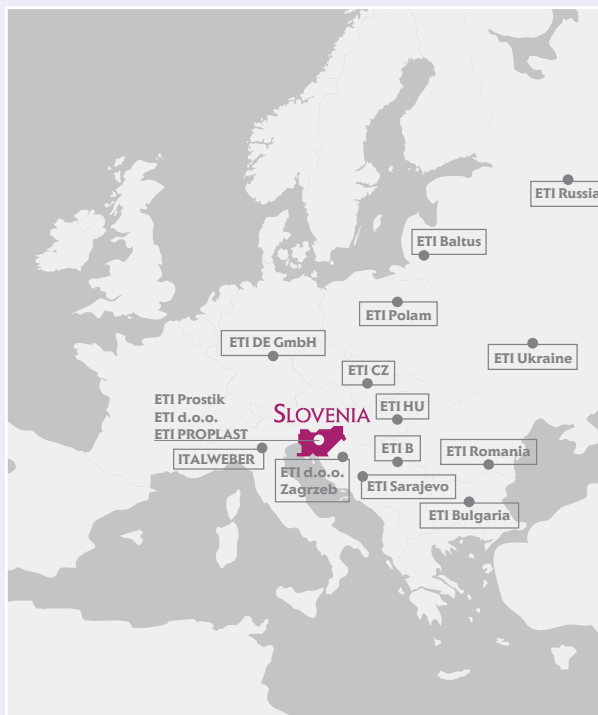 ETI Russia
ETI Baltus
ETI Polam
ETI DE GmbH
ETI Ukraine
ETI CZ
ETI Prostik
ETI d.o.o.
ETI PROPLAST
SLOVENIA
ETI HU
ITALWEBER
ETI B
ETI Romania
ETI d.o.o.
Zagreb
ETI Sarajevo
ETI Bulgaria